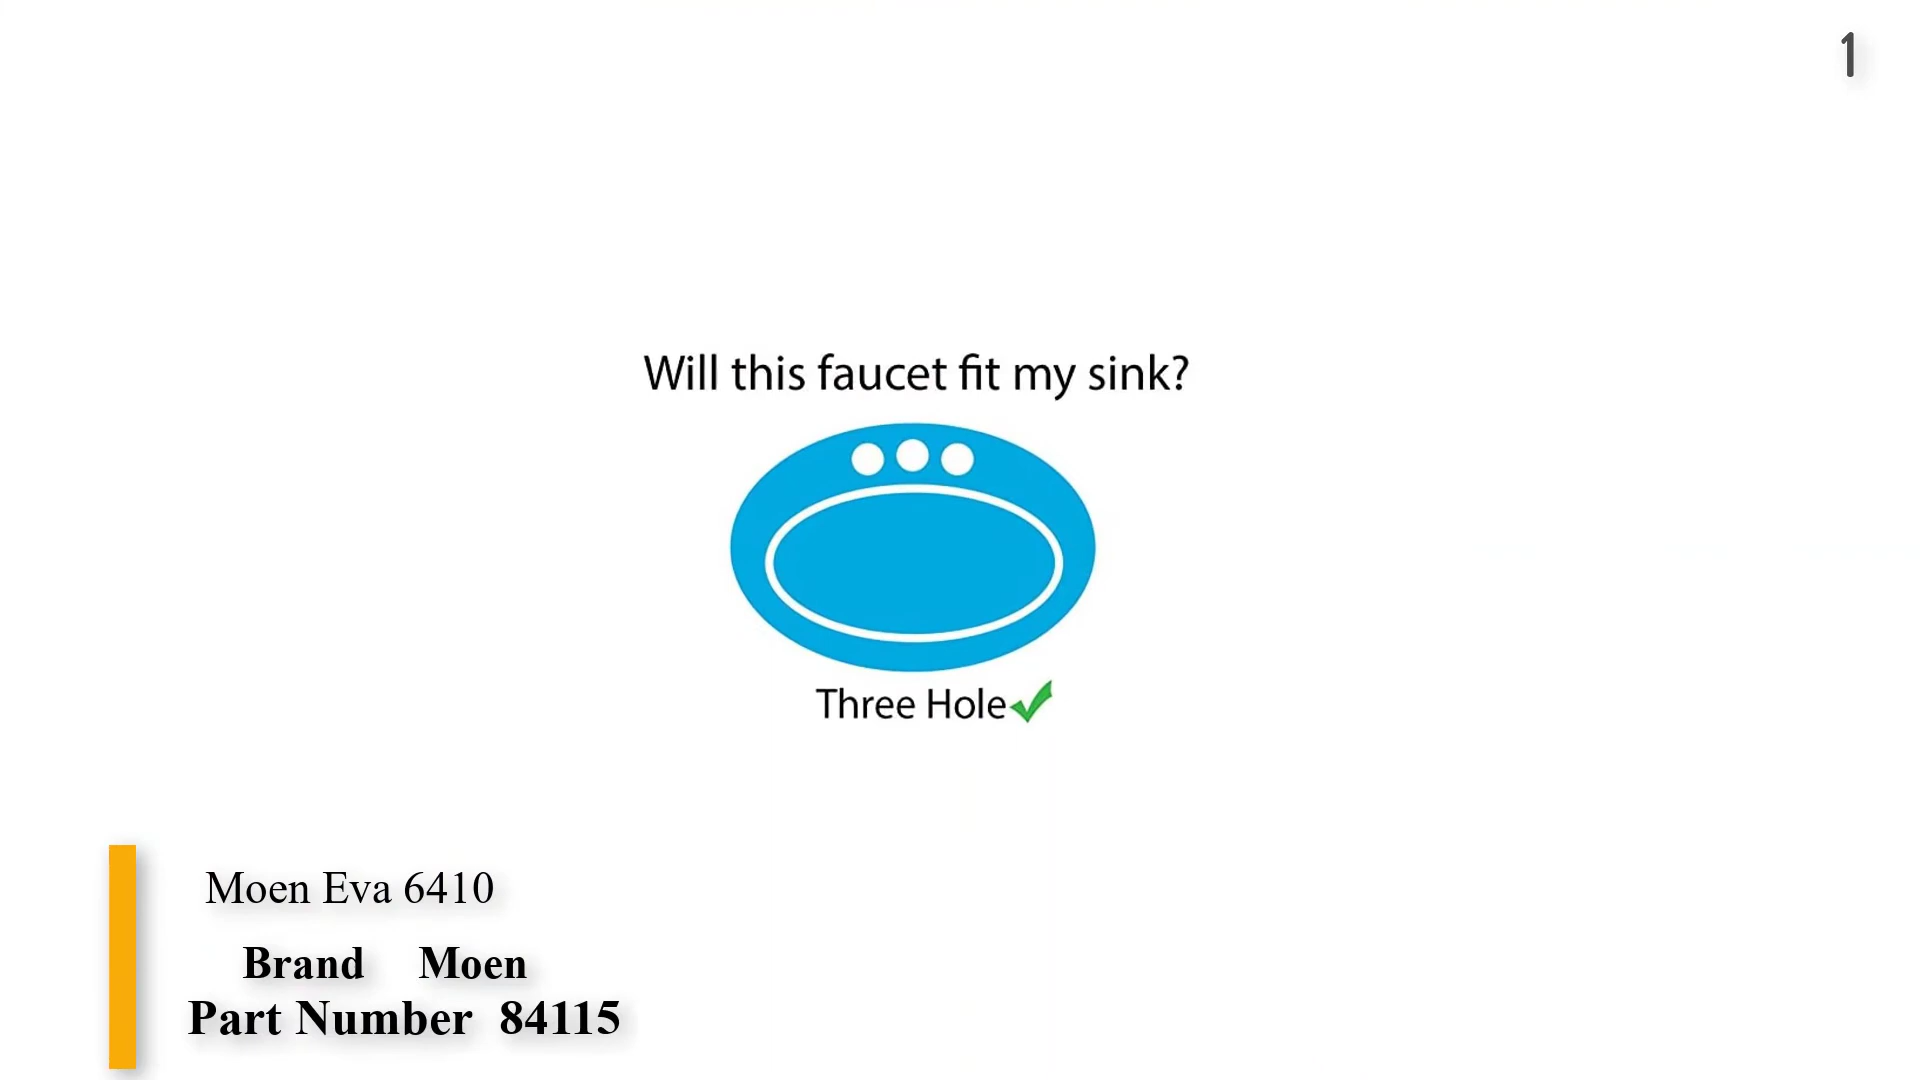 1
Will this faucet fit my sink?
Three Hole
Moen Eva 6410
Brand Moen
Part Number 84115